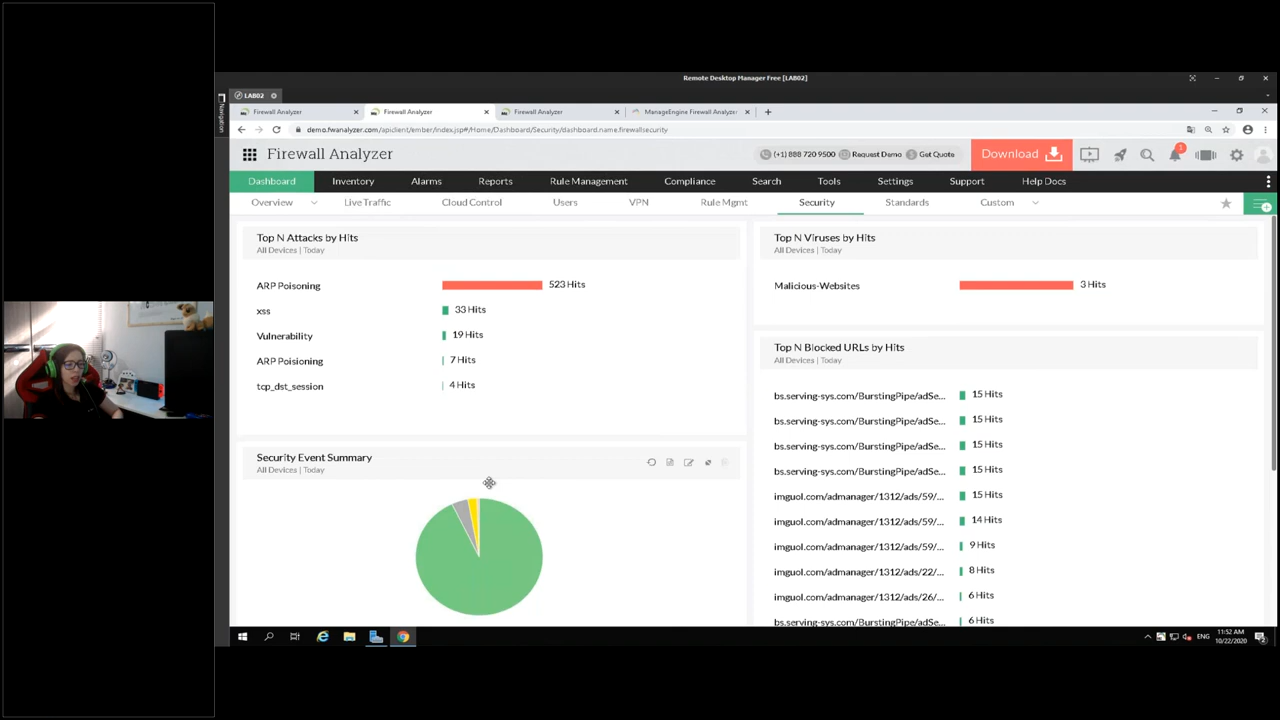 Remote Desktop Manager Free [LAB02]
LAB02
Navigation
Firewall Analyzer
Firewall Analyzer
Firewall Analyzer
ManageEngine Firewall Analyzer
demo.fwanalyzer.com/apiclient/ember/index.jsp#/Home/Dashboard/Security/dashboard.name.firewallsecurity
Firewall Analyzer
(+1) 888 720 9500
Request Demo
Get Quote
Download
1
Dashboard
Inventory
Alarms
Reports
Rule Management
Compliance
Search
Tools
Settings
Support
Help Docs
Overview
Live Traffic
Cloud Control
Users
VPN
Rule Mgmt
Security
Standards
Custom
Top N Attacks by Hits
All Devices | Today
ARP Poisoning 523 Hits
xss 33 Hits
Vulnerability 19 Hits
ARP Poisioning 7 Hits
tcp_dst_session 4 Hits
Security Event Summary
All Devices | Today
Top N Viruses by Hits
All Devices | Today
Malicious-Websites 3 Hits
Top N Blocked URLs by Hits
All Devices | Today
bs.serving-sys.com/BurstingPipe/adSe... 15 Hits
bs.serving-sys.com/BurstingPipe/adSe... 15 Hits
bs.serving-sys.com/BurstingPipe/adSe... 15 Hits
bs.serving-sys.com/BurstingPipe/adSe... 15 Hits
imguol.com/admanager/1312/ads/59/... 15 Hits
imguol.com/admanager/1312/ads/59/... 14 Hits
imguol.com/admanager/1312/ads/59/... 9 Hits
imguol.com/admanager/1312/ads/22/... 8 Hits
imguol.com/admanager/1312/ads/26/... 6 Hits
bs.serving-sys.com/BurstingPipe/adSe... 6 Hits
ENG
11:52 AM
10/22/2020